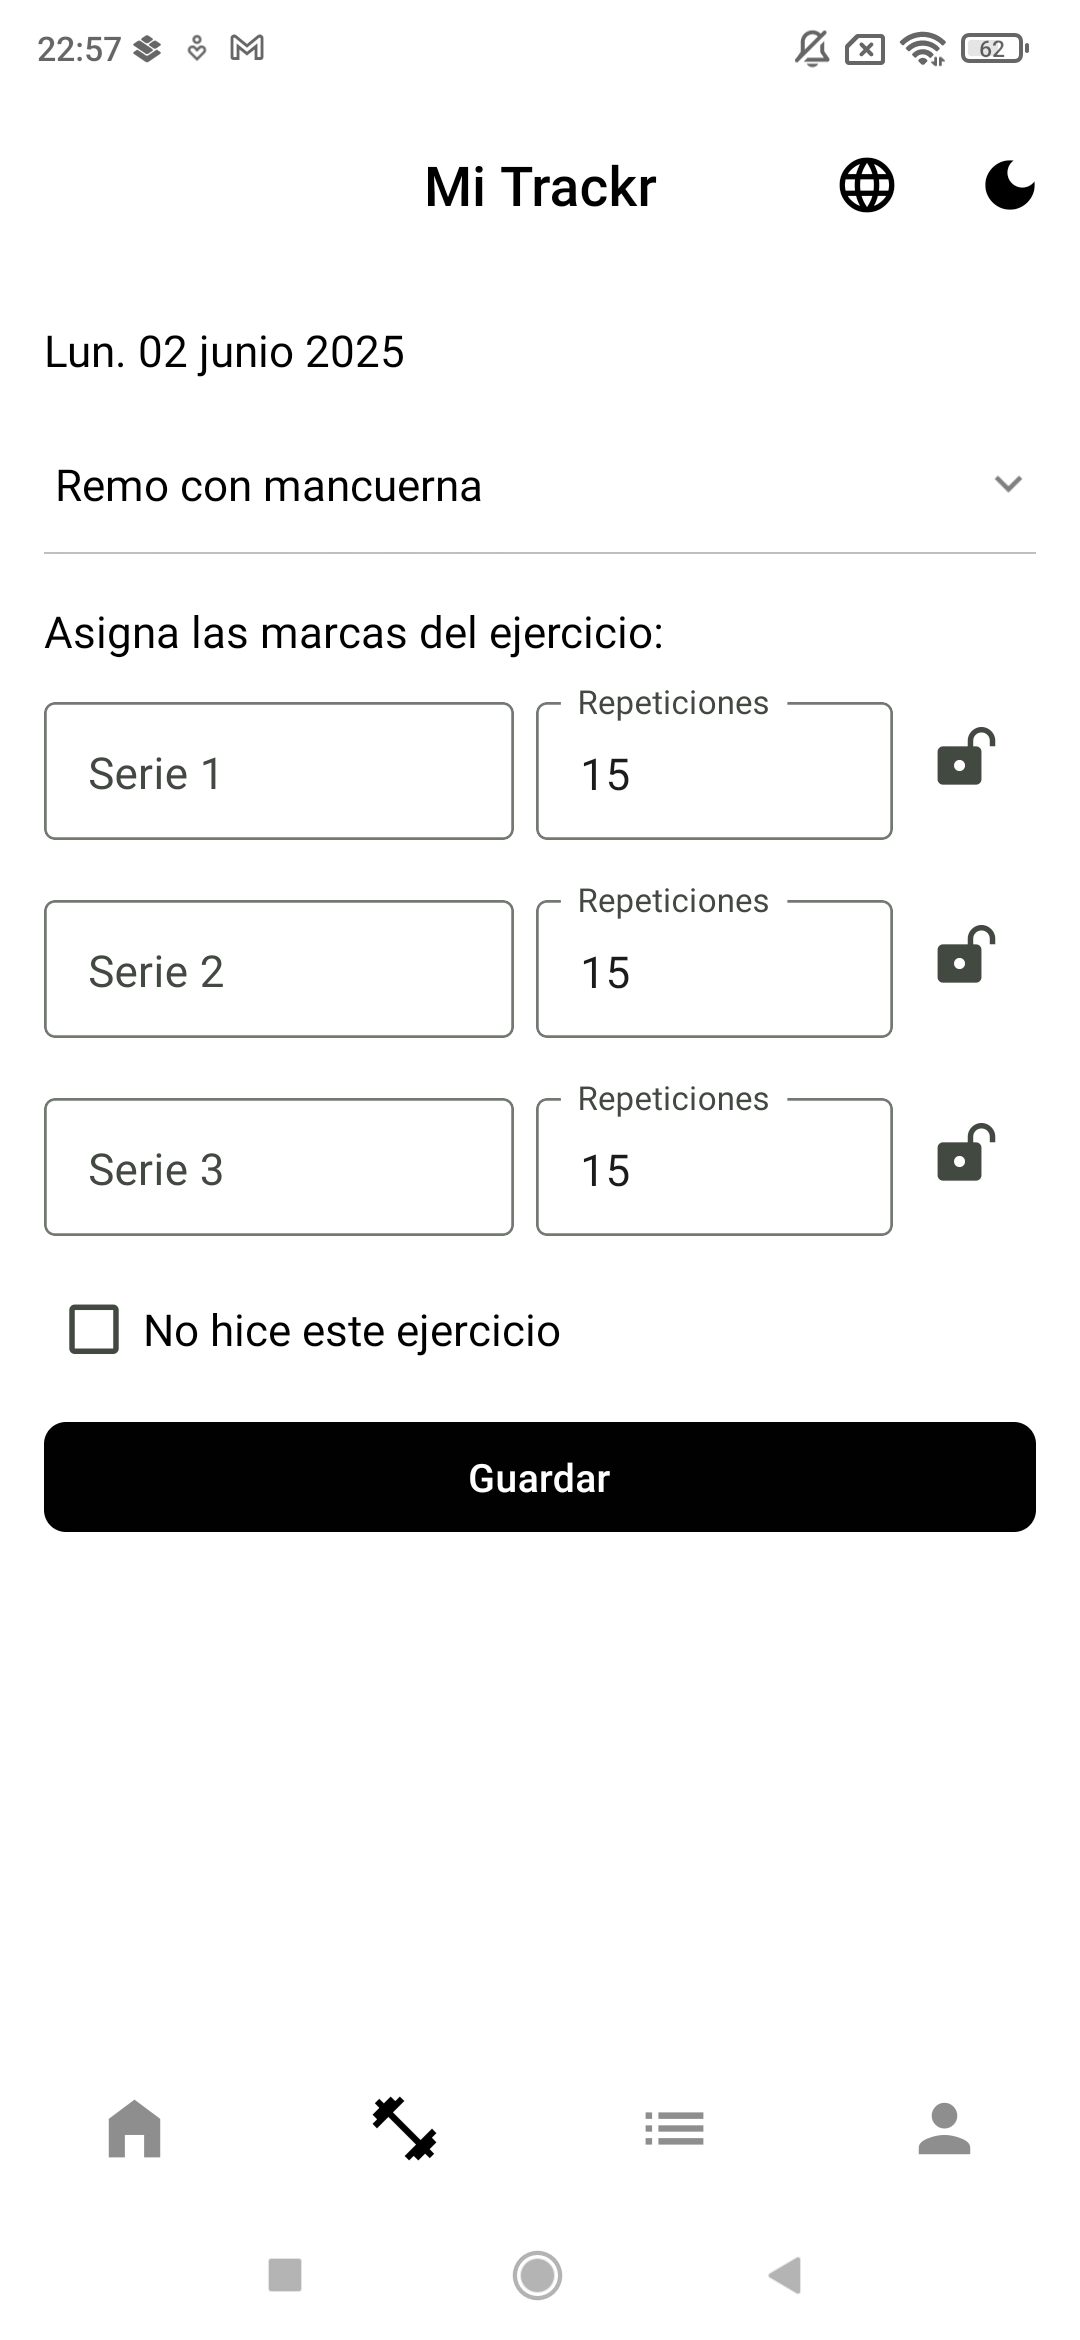 22:57
62
Mi Trackr
Lun. 02 junio 2025
Remo con mancuerna
Asigna las marcas del ejercicio:
Repeticiones
Serie 1
15
Repeticiones
Serie 2
15
Repeticiones
Serie 3
15
No hice este ejercicio
Guardar